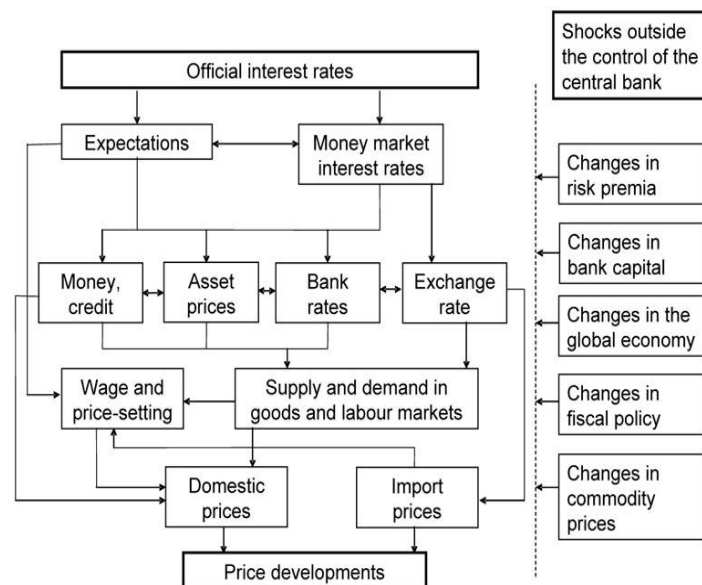 Shocks outside
the control of the
central bank
Official interest rates
Expectations
Money market
interest rates
Changes in
risk premia
Changes in
bank capital
Money,
credit
Asset
prices
Bank
rates
Exchange
rate
Changes in the
global economy
Wage and
price-setting
Supply and demand in
goods and labour markets
Changes in
fiscal policy
Domestic
prices
Import
prices
Changes in
commodity
prices
Price developments